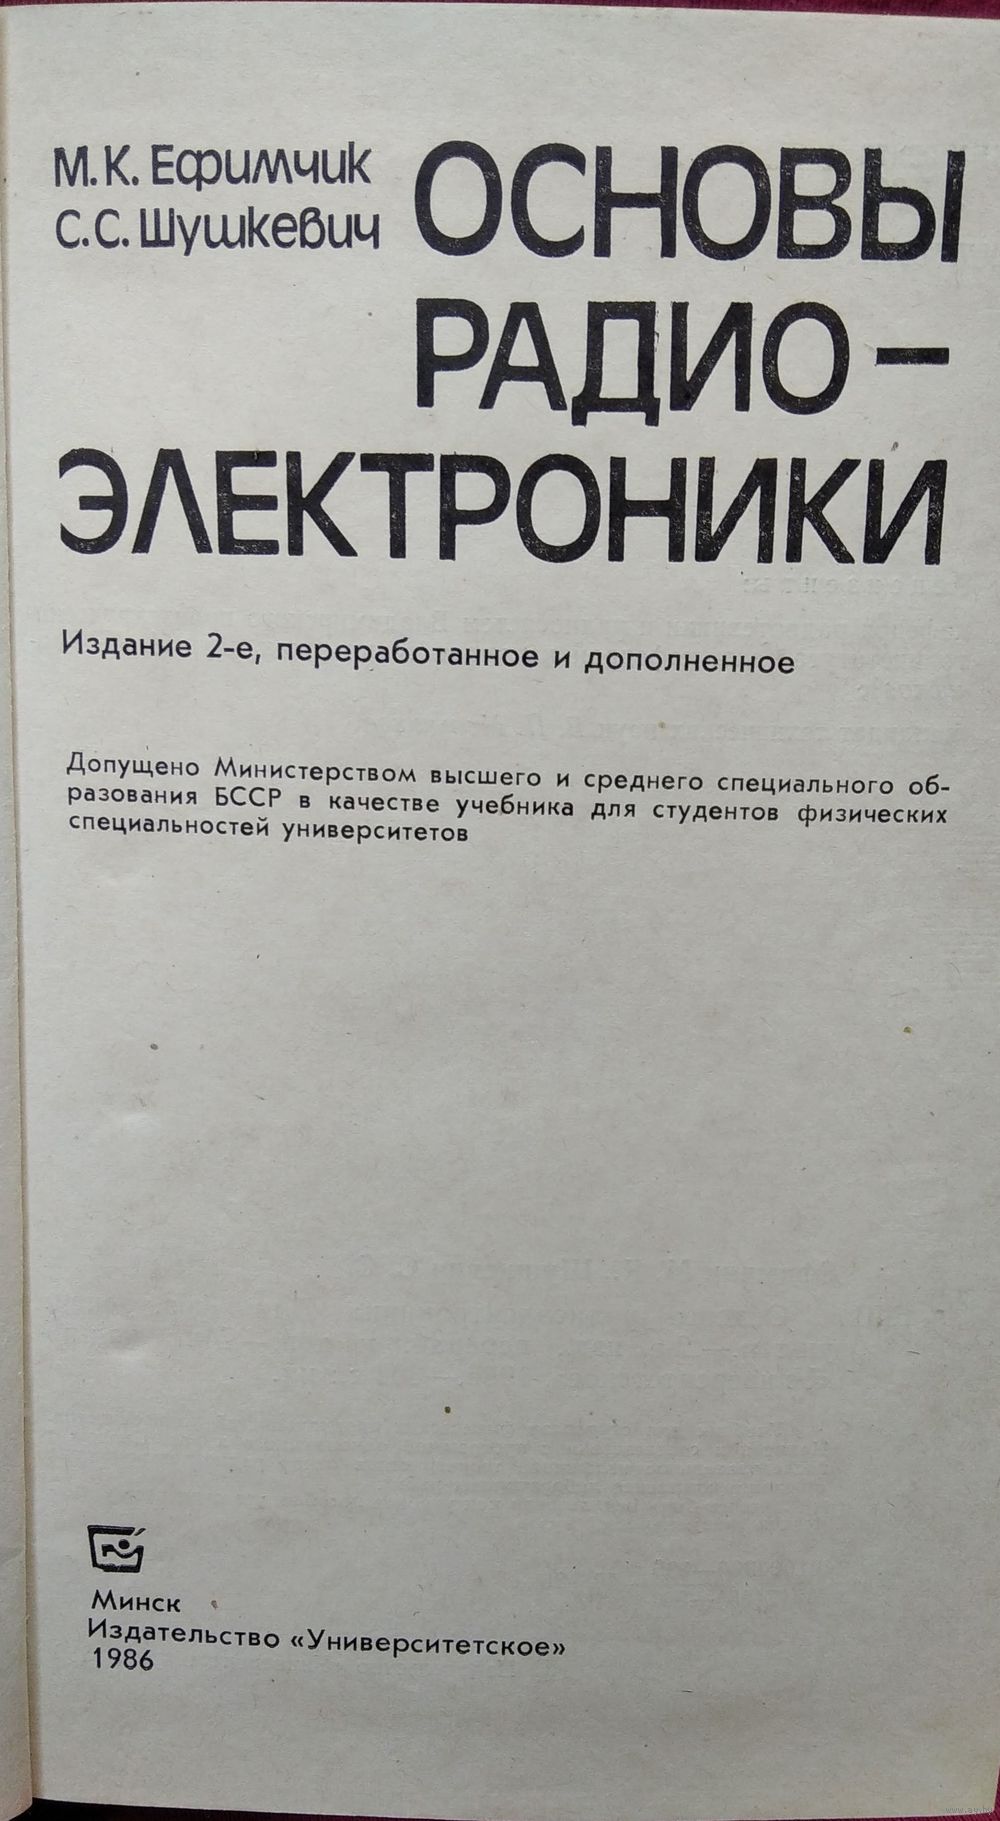 М. К. Ефимчик
С. С. Шушкевич
ОСНОВЫ
РАДИО-
ЭЛЕКТРОНИКИ
Издание 2-е, переработанное и дополненное
Допущено Министерством высшего и среднего специального об-
разования БССР в качестве учебника для студентов физических
специальностей университетов
Минск
Издательство «Университетское»
1986